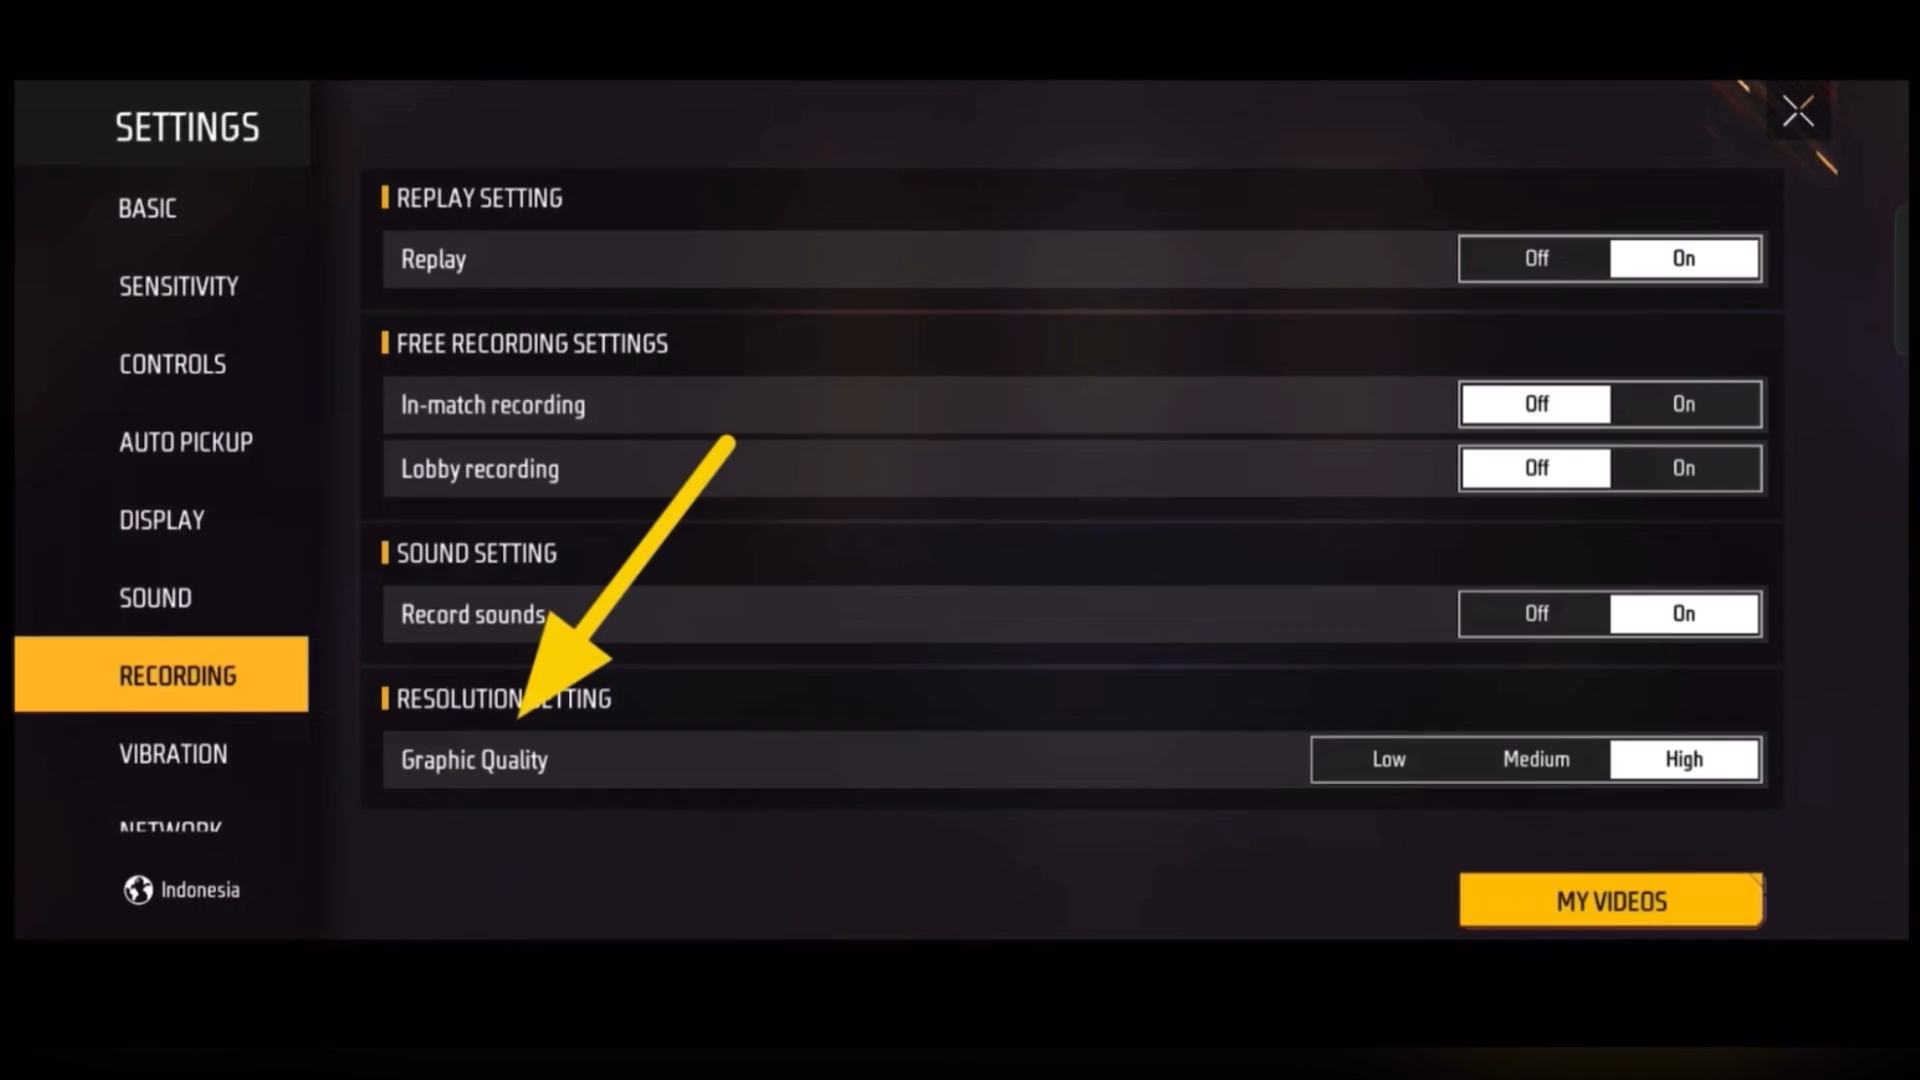 SETTINGS
BASIC
SENSITIVITY
CONTROLS
AUTO PICKUP
DISPLAY
SOUND
RECORDING
VIBRATION
NETWORK
Indonesia
REPLAY SETTING
Replay Off On
FREE RECORDING SETTINGS
In-match recording Off On
Lobby recording Off On
SOUND SETTING
Record sounds Off On
RESOLUTION SETTING
Graphic Quality Low Medium High
MY VIDEOS